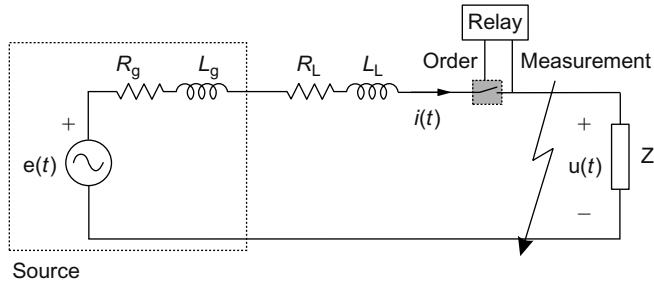 Relay
Order
Measurement
Rg
Lg
RL
LL
i(t)
+
e(t)
+
u(t)
−
Z
Source